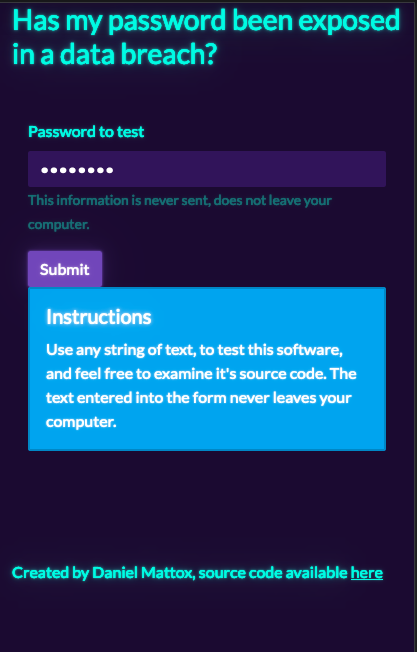 Has my password been exposed
in a data breach?
Password to test
••••••••
This information is never sent, does not leave your
computer.
Submit
Instructions
Use any string of text, to test this software,
and feel free to examine it's source code. The
text entered into the form never leaves your
computer.
Created by Daniel Mattox, source code available here